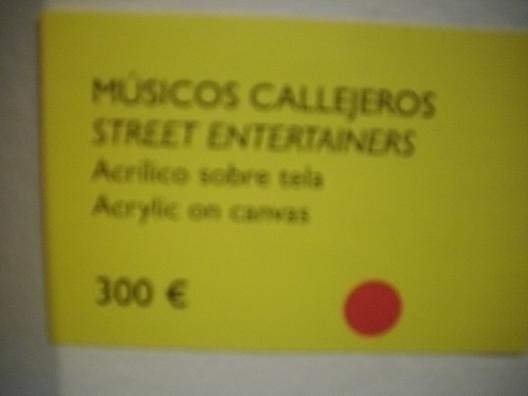 MÚSICOS CALLEJEROS
STREET ENTERTAINERS
Acrílico sobre tela
Acrylic on canvas
300 €